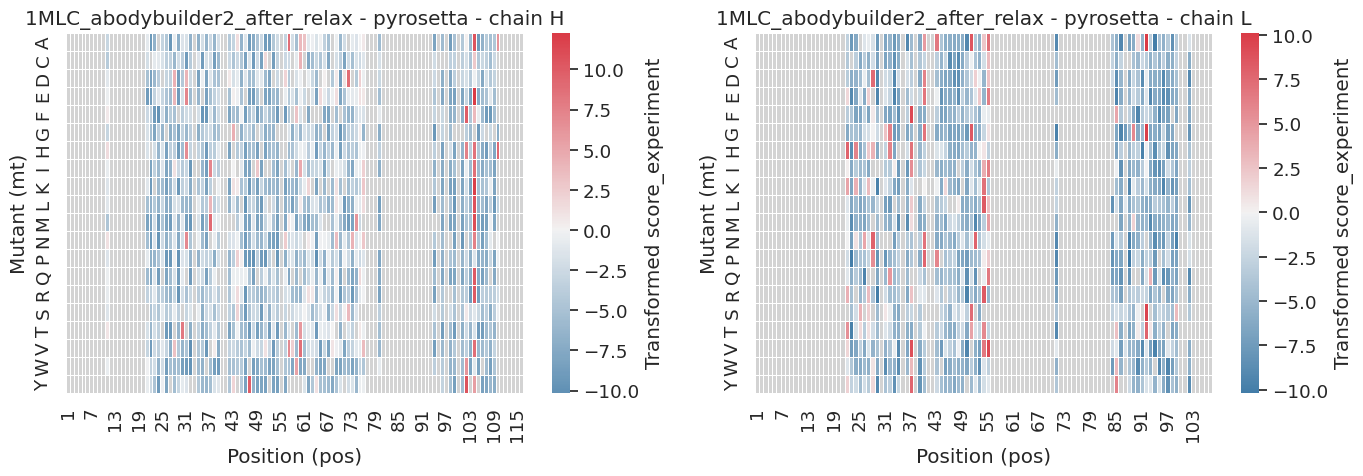 1MLC_abodybuilder2_after_relax - pyrosetta - chain H
Mutant (mt)
A
C
D
E
F
G
H
I
K
L
M
N
P
Q
R
S
T
V
W
Y
1 7 13 19 25 31 37 43 49 55 61 67 73 79 85 91 97 103 109 115
Position (pos)
10.0
7.5
5.0
2.5
0.0
−2.5
−5.0
−7.5
−10.0
Transformed score_experiment
1MLC_abodybuilder2_after_relax - pyrosetta - chain L
Mutant (mt)
A
C
D
E
F
G
H
I
K
L
M
N
P
Q
R
S
T
V
W
Y
1 7 13 19 25 31 37 43 49 55 61 67 73 79 85 91 97 103
Position (pos)
10.0
7.5
5.0
2.5
0.0
−2.5
−5.0
−7.5
−10.0
Transformed score_experiment